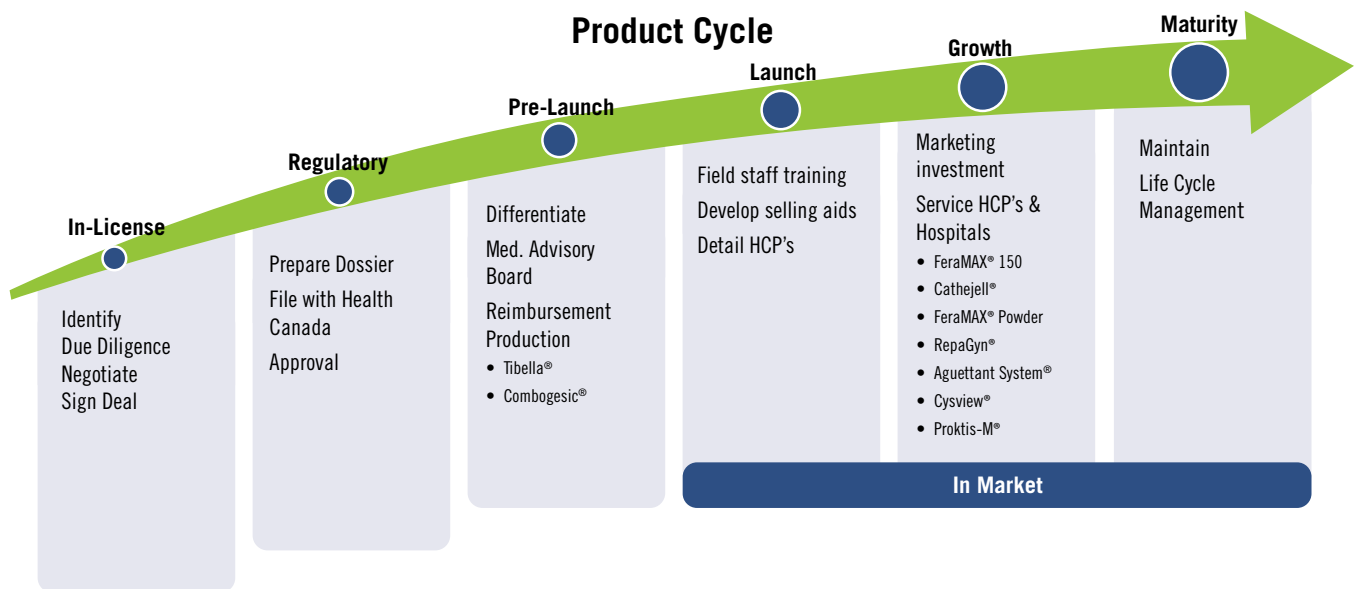 Product Cycle
In-License
Identify
Due Diligence
Negotiate
Sign Deal
Regulatory
Prepare Dossier
File with Health
Canada
Approval
Pre-Launch
Differentiate
Med. Advisory
Board
Reimbursement
Production
• Tibella®
• Combogesic®
Launch
Field staff training
Develop selling aids
Detail HCP's
Growth
Marketing
investment
Service HCP's &
Hospitals
• FeraMAX® 150
• Cathejell®
• FeraMAX® Powder
• RepaGyn®
• Aguettant System®
• Cysview®
• Proktis-M®
Maturity
Maintain
Life Cycle
Management
In Market